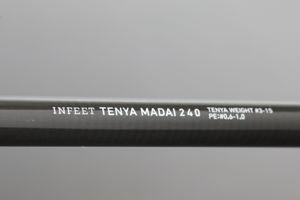 INFEET TENYA MADAI 240
TENYA WEIGHT #3-15
PE:#0.6-1.0